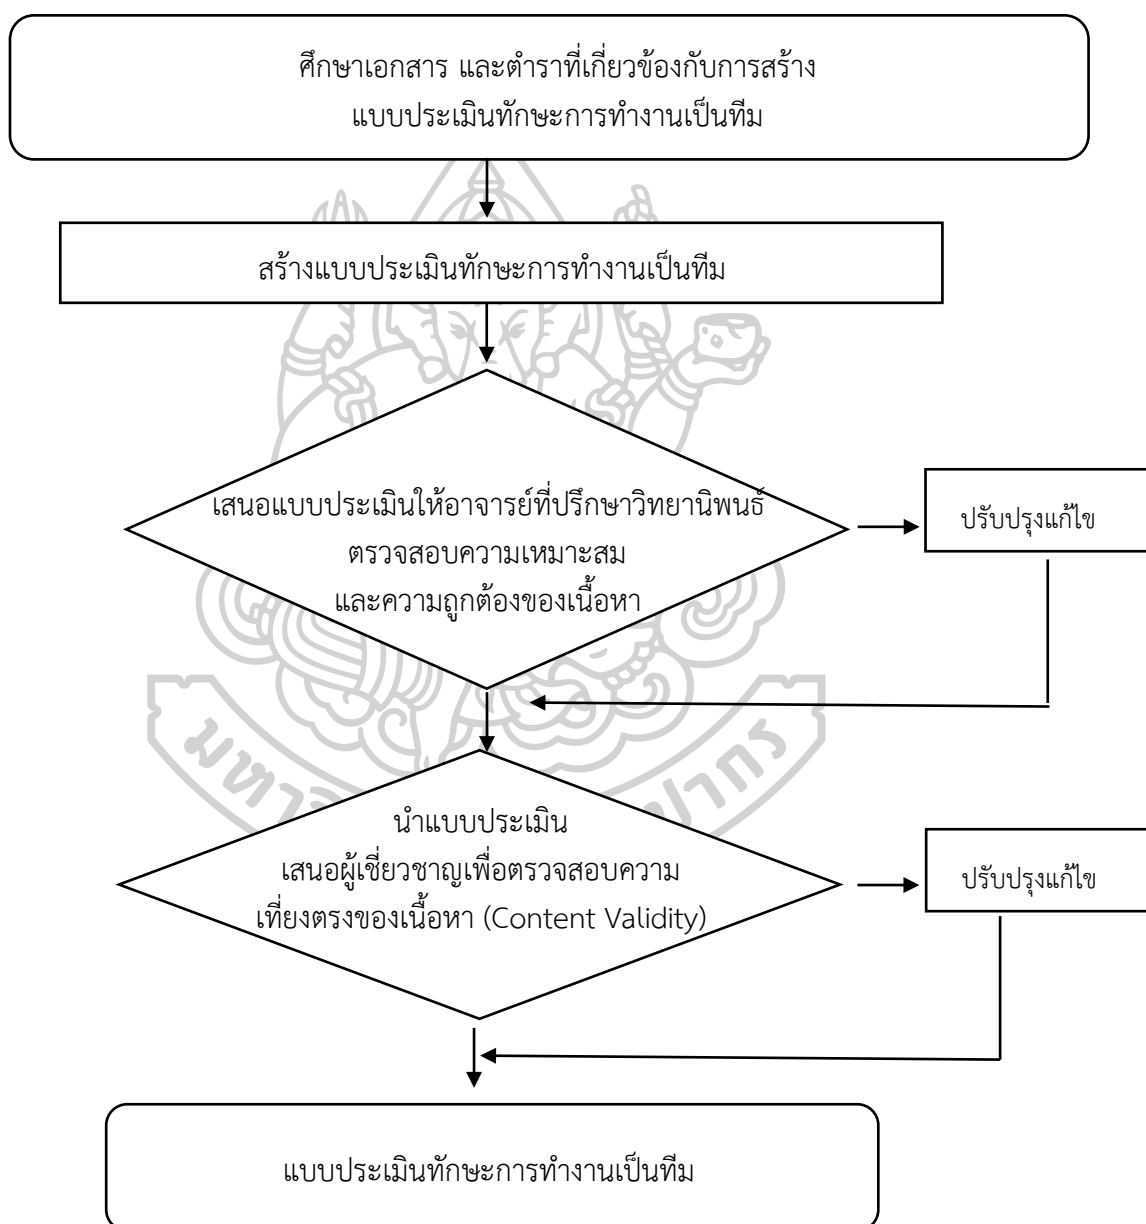 ศึกษาเอกสาร และตำราที่เกี่ยวข้องกับการสร้าง
แบบประเมินทักษะการทำงานเป็นทีม
สร้างแบบประเมินทักษะการทำงานเป็นทีม
เสนอแบบประเมินให้อาจารย์ที่ปรึกษาวิทยานิพนธ์
ตรวจสอบความเหมาะสม
และความถูกต้องของเนื้อหา
ปรับปรุงแก้ไข
นำแบบประเมิน
เสนอผู้เชี่ยวชาญเพื่อตรวจสอบความ
เที่ยงตรงของเนื้อหา (Content Validity)
ปรับปรุงแก้ไข
แบบประเมินทักษะการทำงานเป็นทีม